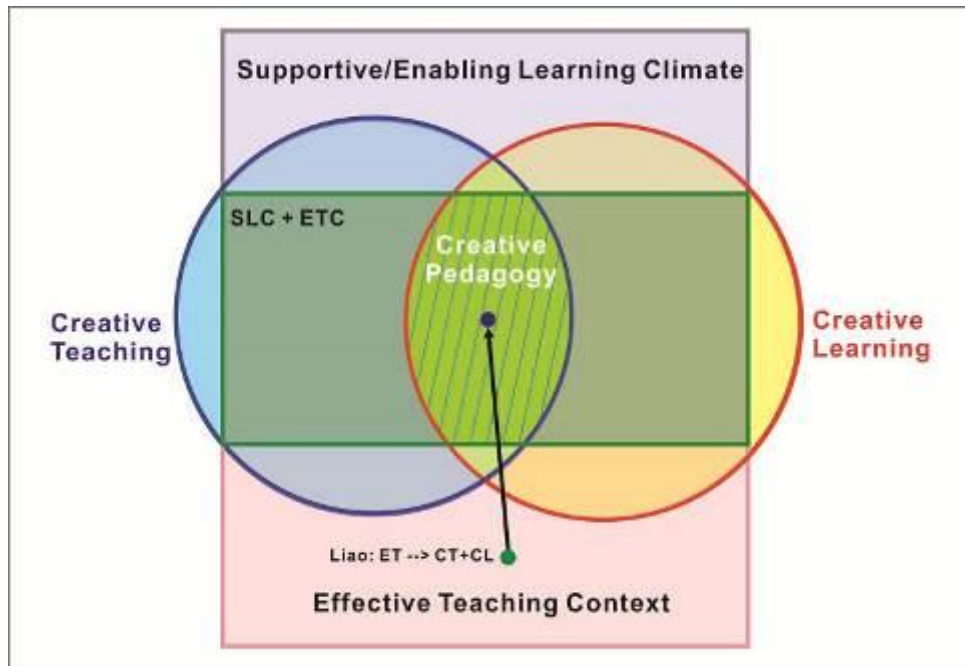 Supportive/Enabling Learning Climate
SLC + ETC
Creative
Pedagogy
Creative
Teaching
Creative
Learning
Liao: ET --> CT+CL
Effective Teaching Context